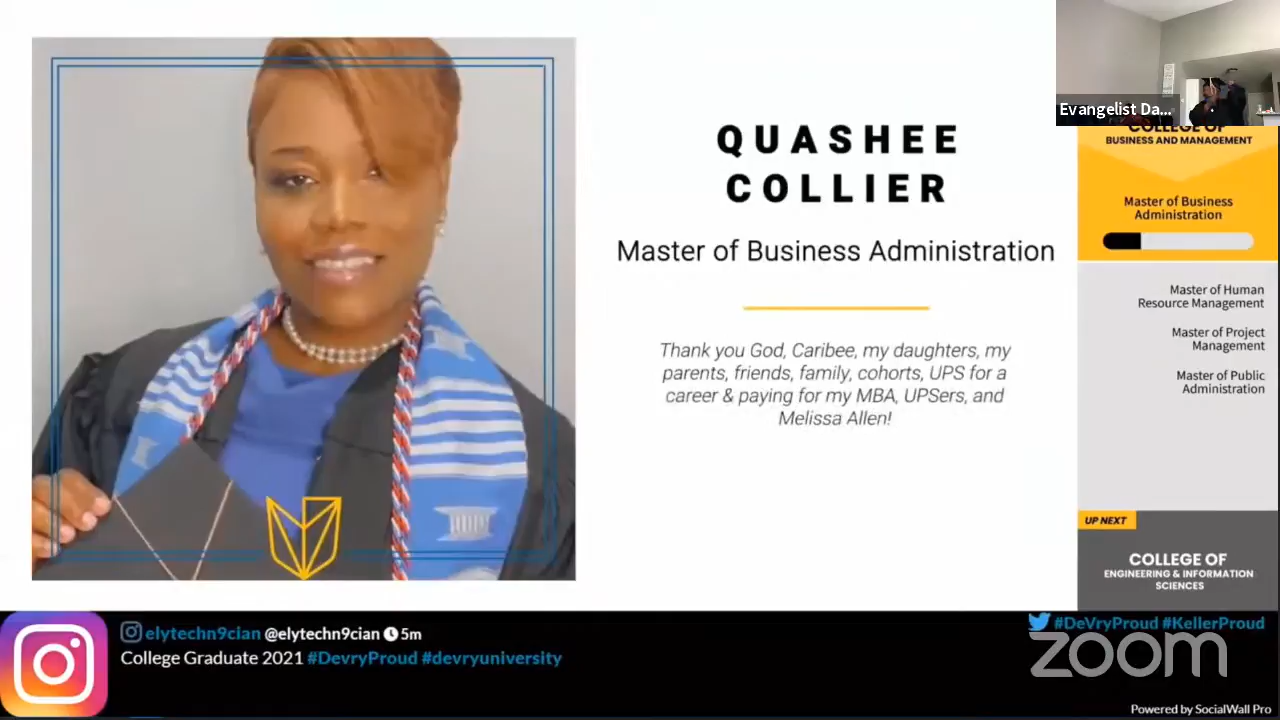 Evangelist Da...
QUASHEE
COLLIER
Master of Business Administration
Thank you God, Caribee, my daughters, my
parents, friends, family, cohorts, UPS for a
career & paying for my MBA, UPSers, and
Melissa Allen!
COLLEGE OF
BUSINESS AND MANAGEMENT
Master of Business
Administration
Master of Human
Resource Management
Master of Project
Management
Master of Public
Administration
UP NEXT
COLLEGE OF
ENGINEERING & INFORMATION
SCIENCES
elytechn9cian @elytechn9cian 5m
College Graduate 2021 #DevryProud #devryuniversity
#DeVryProud #KellerProud
zoom
Powered by SocialWall Pro